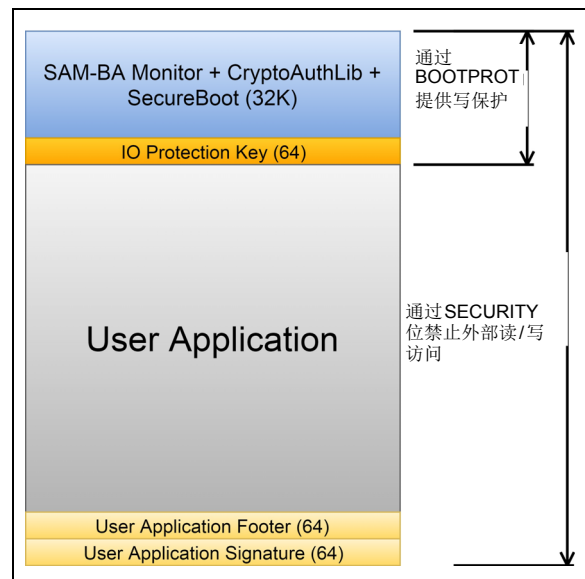 SAM-BA Monitor + CryptoAuthLib +
SecureBoot (32K)
IO Protection Key (64)
User Application
User Application Footer (64)
User Application Signature (64)
通过
BOOTPROT
提供写保护
通过SECURITY
位禁止外部读/写
访问